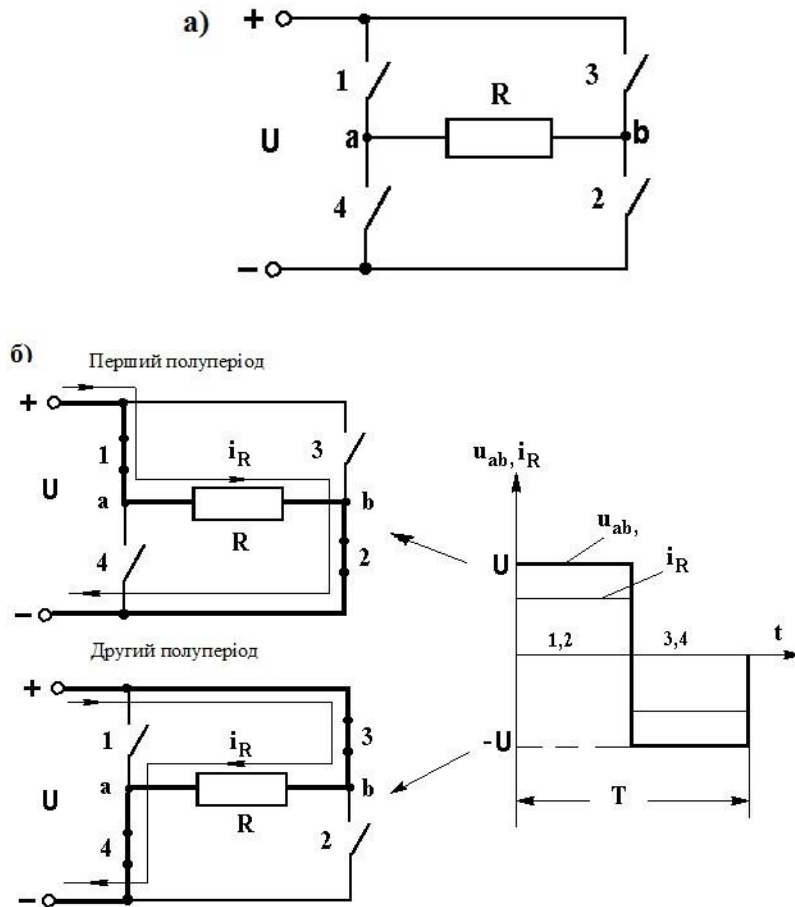 а)
+
1
3
R
U
a
b
4
2
−
б)
Перший полуперіод
+
1
3
i_R
U
a
b
R
4
2
−
u_ab, i_R
u_ab,
U
i_R
1,2
3,4
t
-U
T
Другий полуперіод
+
1
3
i_R
U
a
b
R
4
2
−